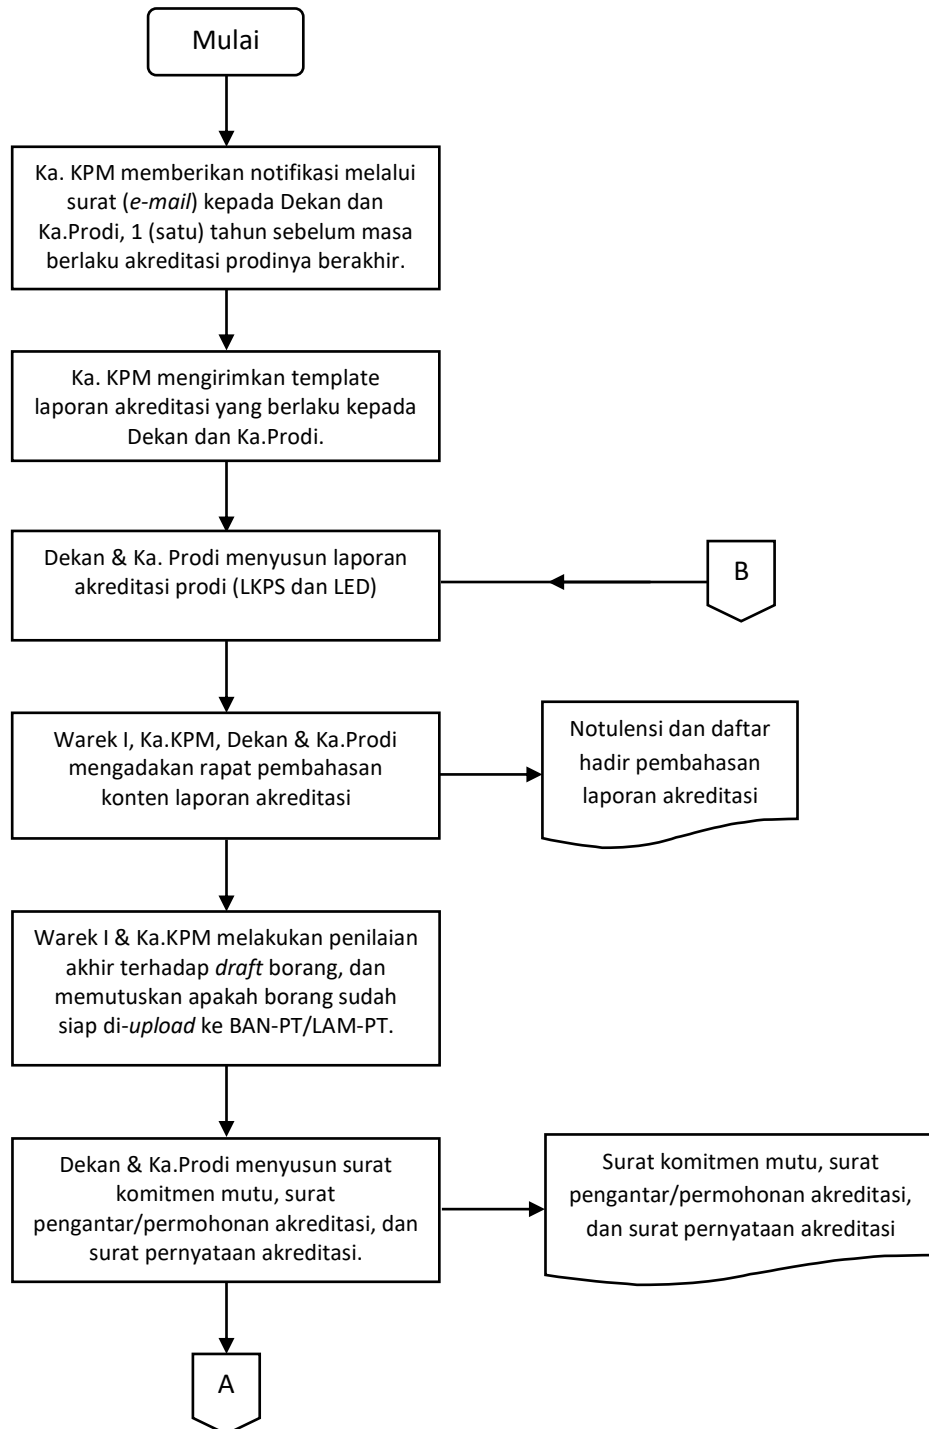 Mulai
Ka. KPM memberikan notifikasi melalui
surat (e-mail) kepada Dekan dan
Ka.Prodi, 1 (satu) tahun sebelum masa
berlaku akreditasi prodinya berakhir.
Ka. KPM mengirimkan template
laporan akreditasi yang berlaku kepada
Dekan dan Ka.Prodi.
Dekan & Ka. Prodi menyusun laporan
akreditasi prodi (LKPS dan LED)
B
Warek I, Ka.KPM, Dekan & Ka.Prodi
mengadakan rapat pembahasan
konten laporan akreditasi
Notulensi dan daftar
hadir pembahasan
laporan akreditasi
Warek I & Ka.KPM melakukan penilaian
akhir terhadap draft borang, dan
memutuskan apakah borang sudah
siap di-upload ke BAN-PT/LAM-PT.
Dekan & Ka.Prodi menyusun surat
komitmen mutu, surat
pengantar/permohonan akreditasi, dan
surat pernyataan akreditasi.
Surat komitmen mutu, surat
pengantar/permohonan akreditasi,
dan surat pernyataan akreditasi
A